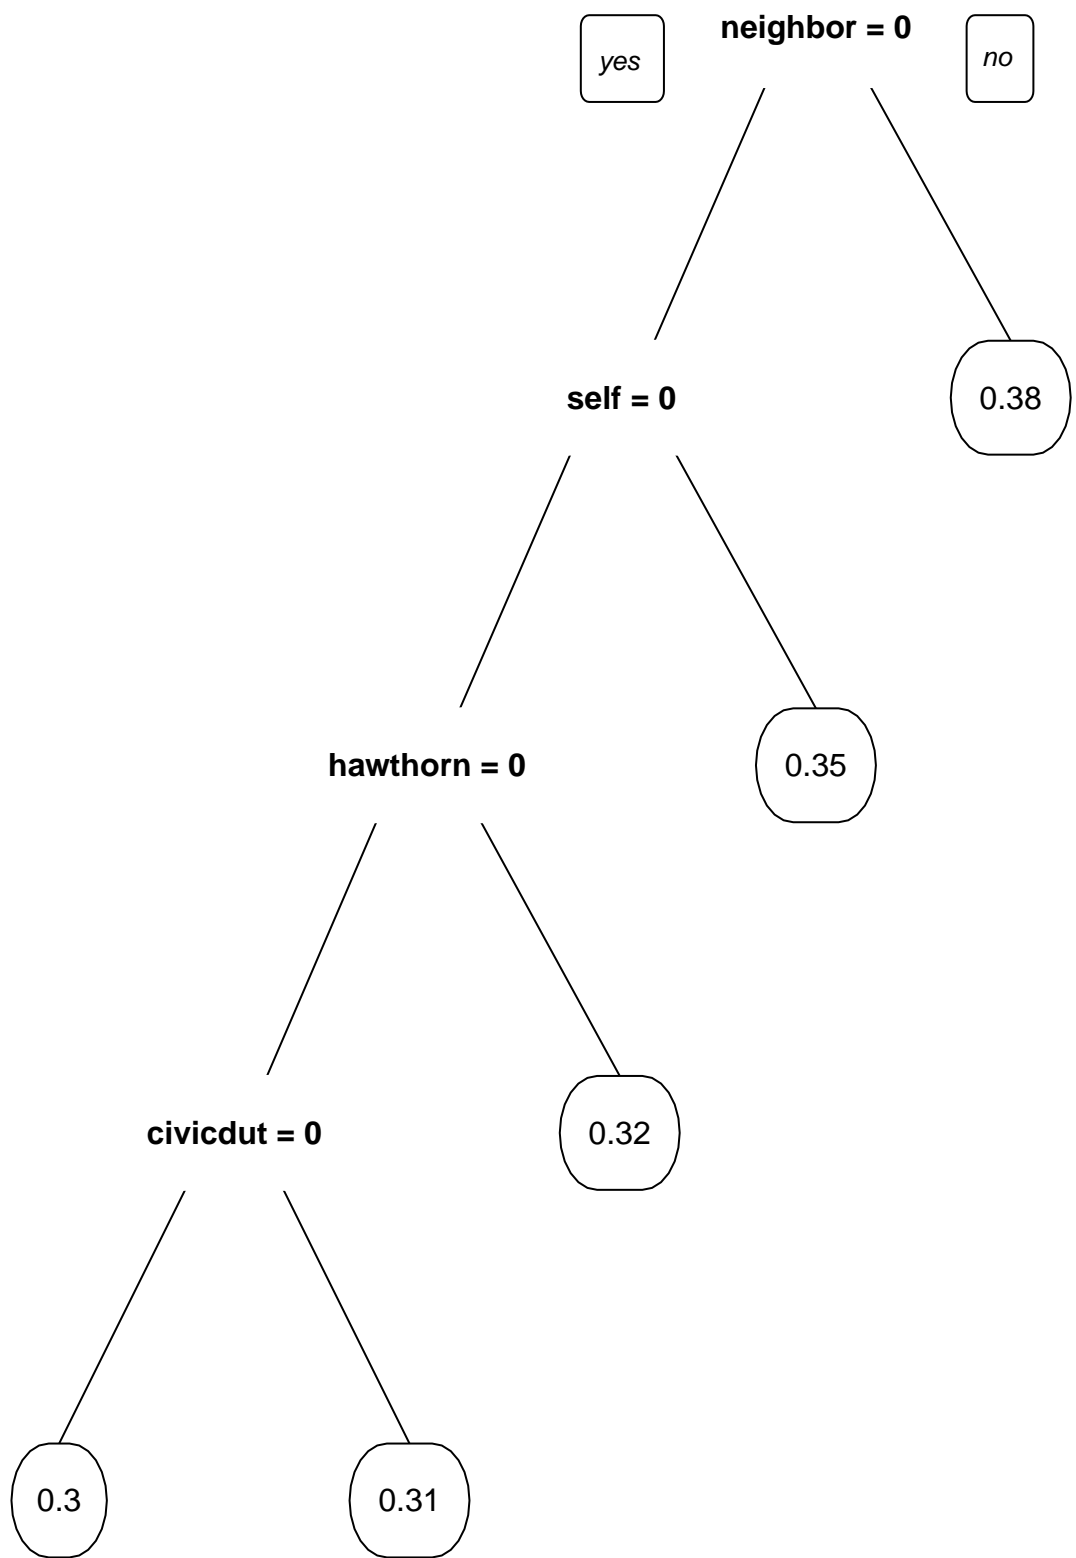 neighbor = 0
yes
no
self = 0
0.38
hawthorn = 0
0.35
civicdut = 0
0.32
0.3
0.31